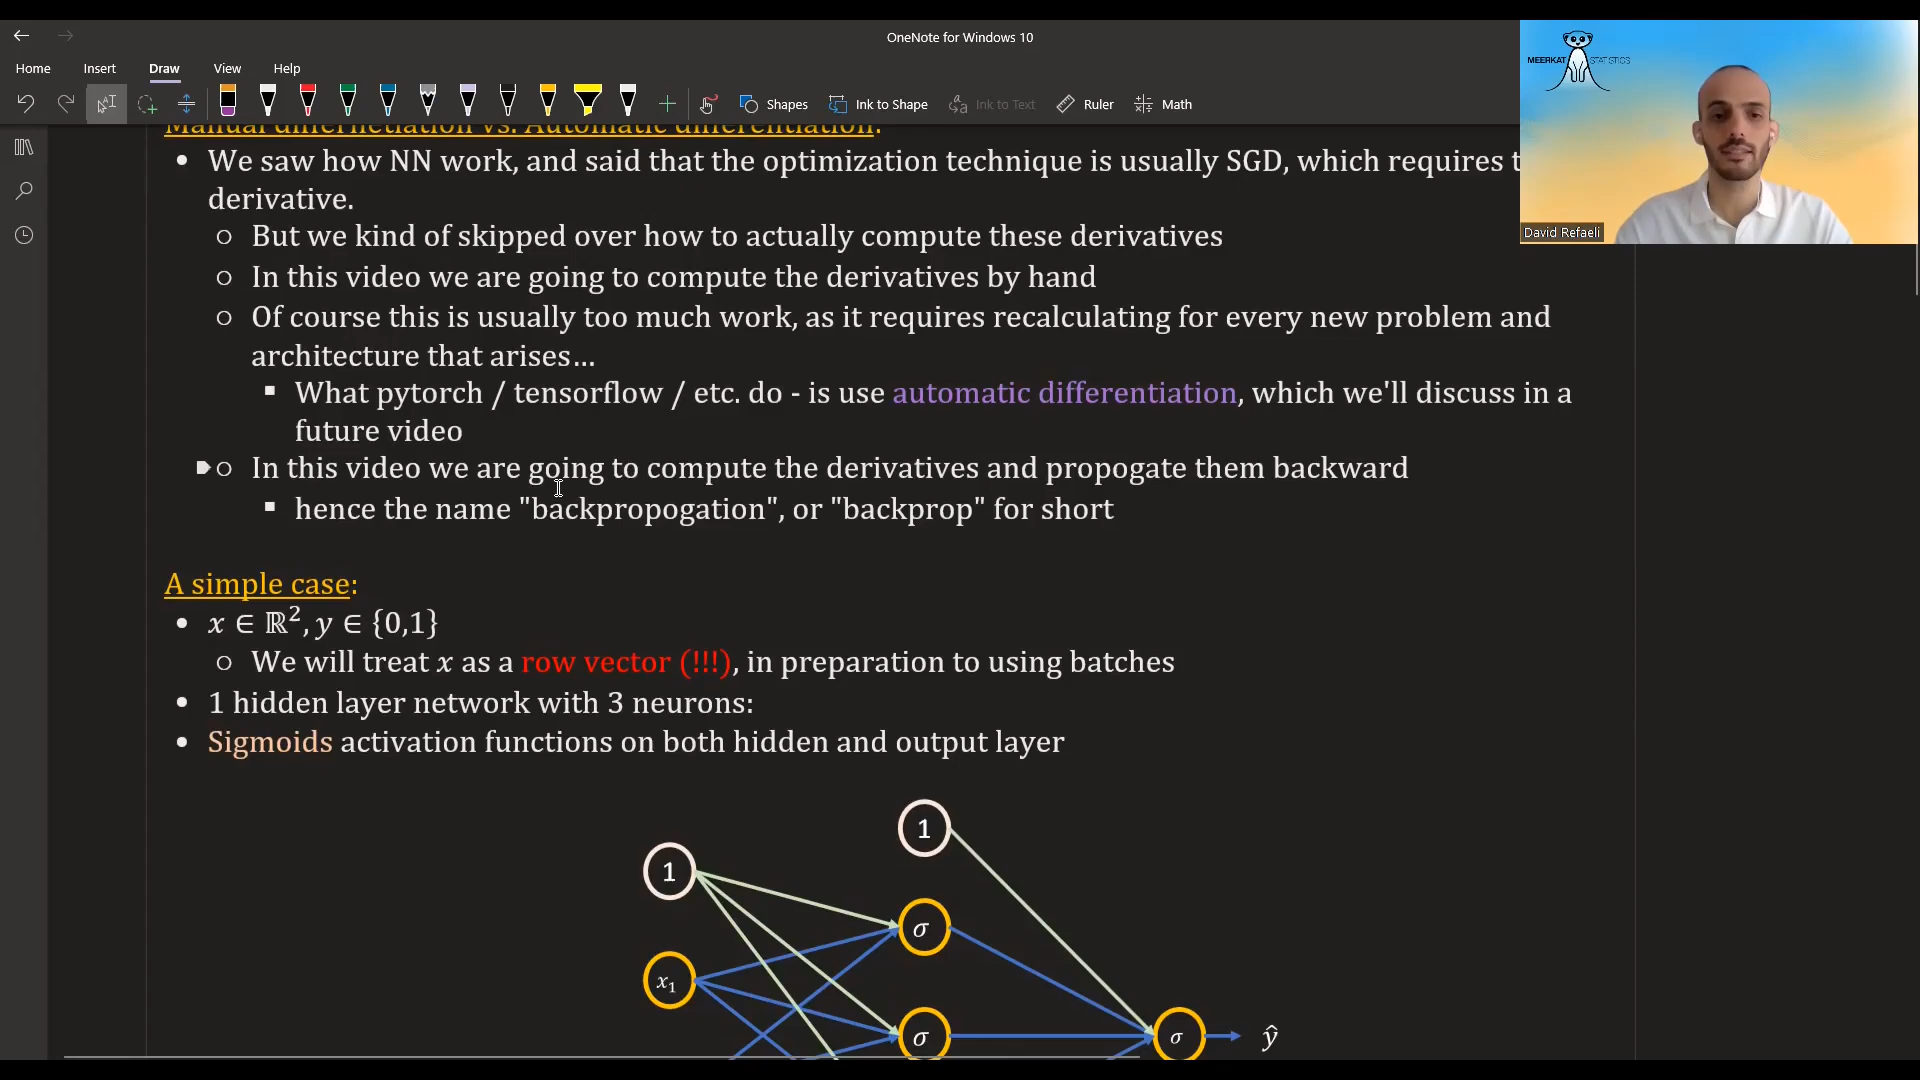 OneNote for Windows 10
MEERKAT STATISTICS
Home Insert Draw View Help
Shapes Ink to Shape Ink to Text Ruler Math
Manual differnetiation vs. Automatic differentiation:
• We saw how NN work, and said that the optimization technique is usually SGD, which requires
derivative.
David Refaeli
○ But we kind of skipped over how to actually compute these derivatives
○ In this video we are going to compute the derivatives by hand
○ Of course this is usually too much work, as it requires recalculating for every new problem and
architecture that arises…
▪ What pytorch / tensorflow / etc. do - is use automatic differentiation, which we'll discuss in a
future video
○ In this video we are going to compute the derivatives and propogate them backward
▪ hence the name "backpropogation", or "backprop" for short
A simple case:
• x ∈ ℝ², y ∈ {0,1}
○ We will treat x as a row vector (!!!), in preparation to using batches
• 1 hidden layer network with 3 neurons:
• Sigmoids activation functions on both hidden and output layer
1
1
σ
x₁
σ
σ
ŷ